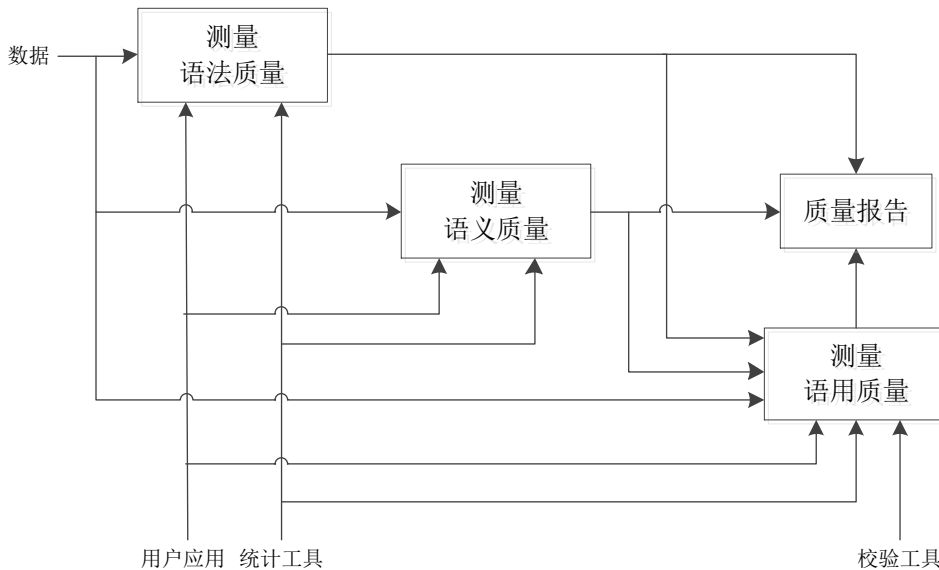 数据
测量
语法质量
测量
语义质量
质量报告
测量
语用质量
用户应用
统计工具
校验工具